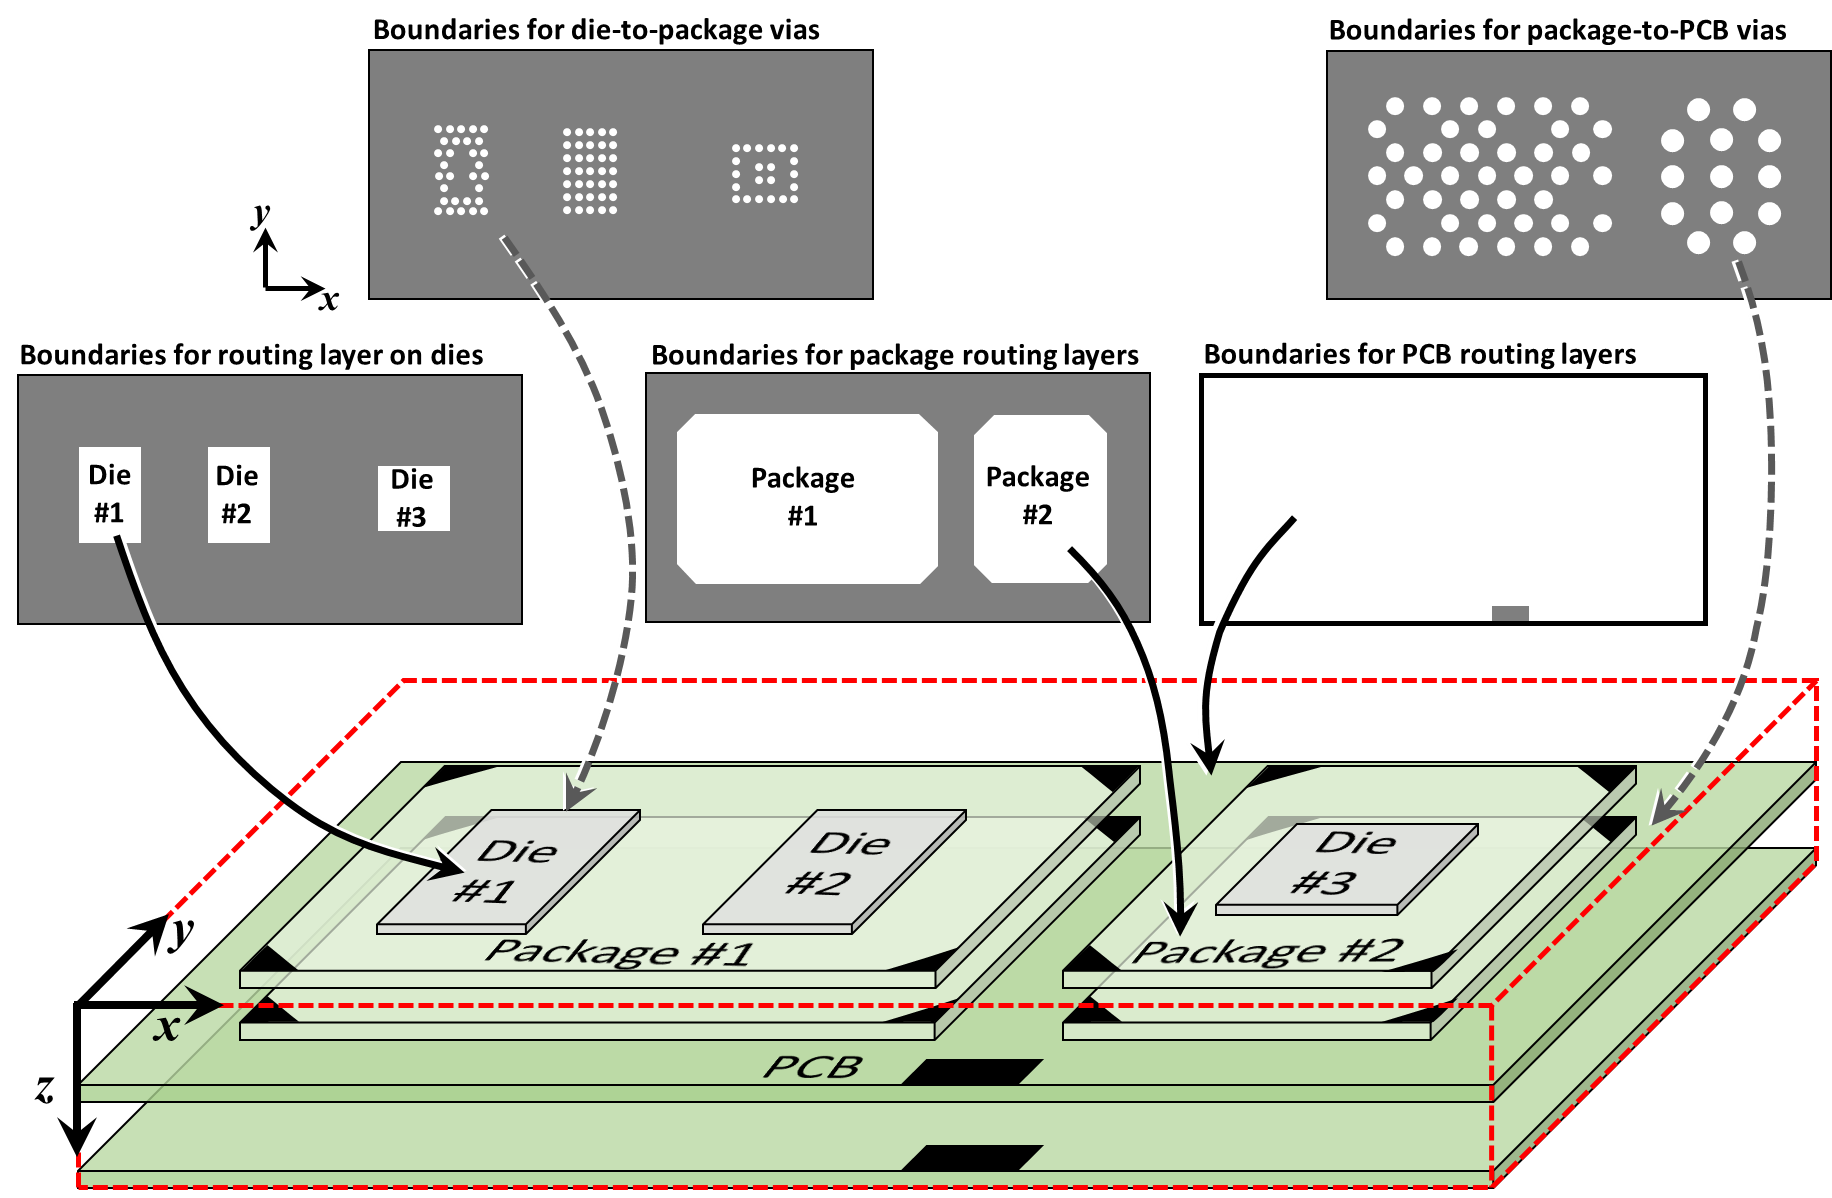 Boundaries for die-to-package vias
Boundaries for package-to-PCB vias
y
x
Boundaries for routing layer on dies
Boundaries for package routing layers
Boundaries for PCB routing layers
Die
#1
Die
#2
Die
#3
Package
#1
Package
#2
Die
#1
Die
#2
Die
#3
Package #1
Package #2
y
x
z
PCB